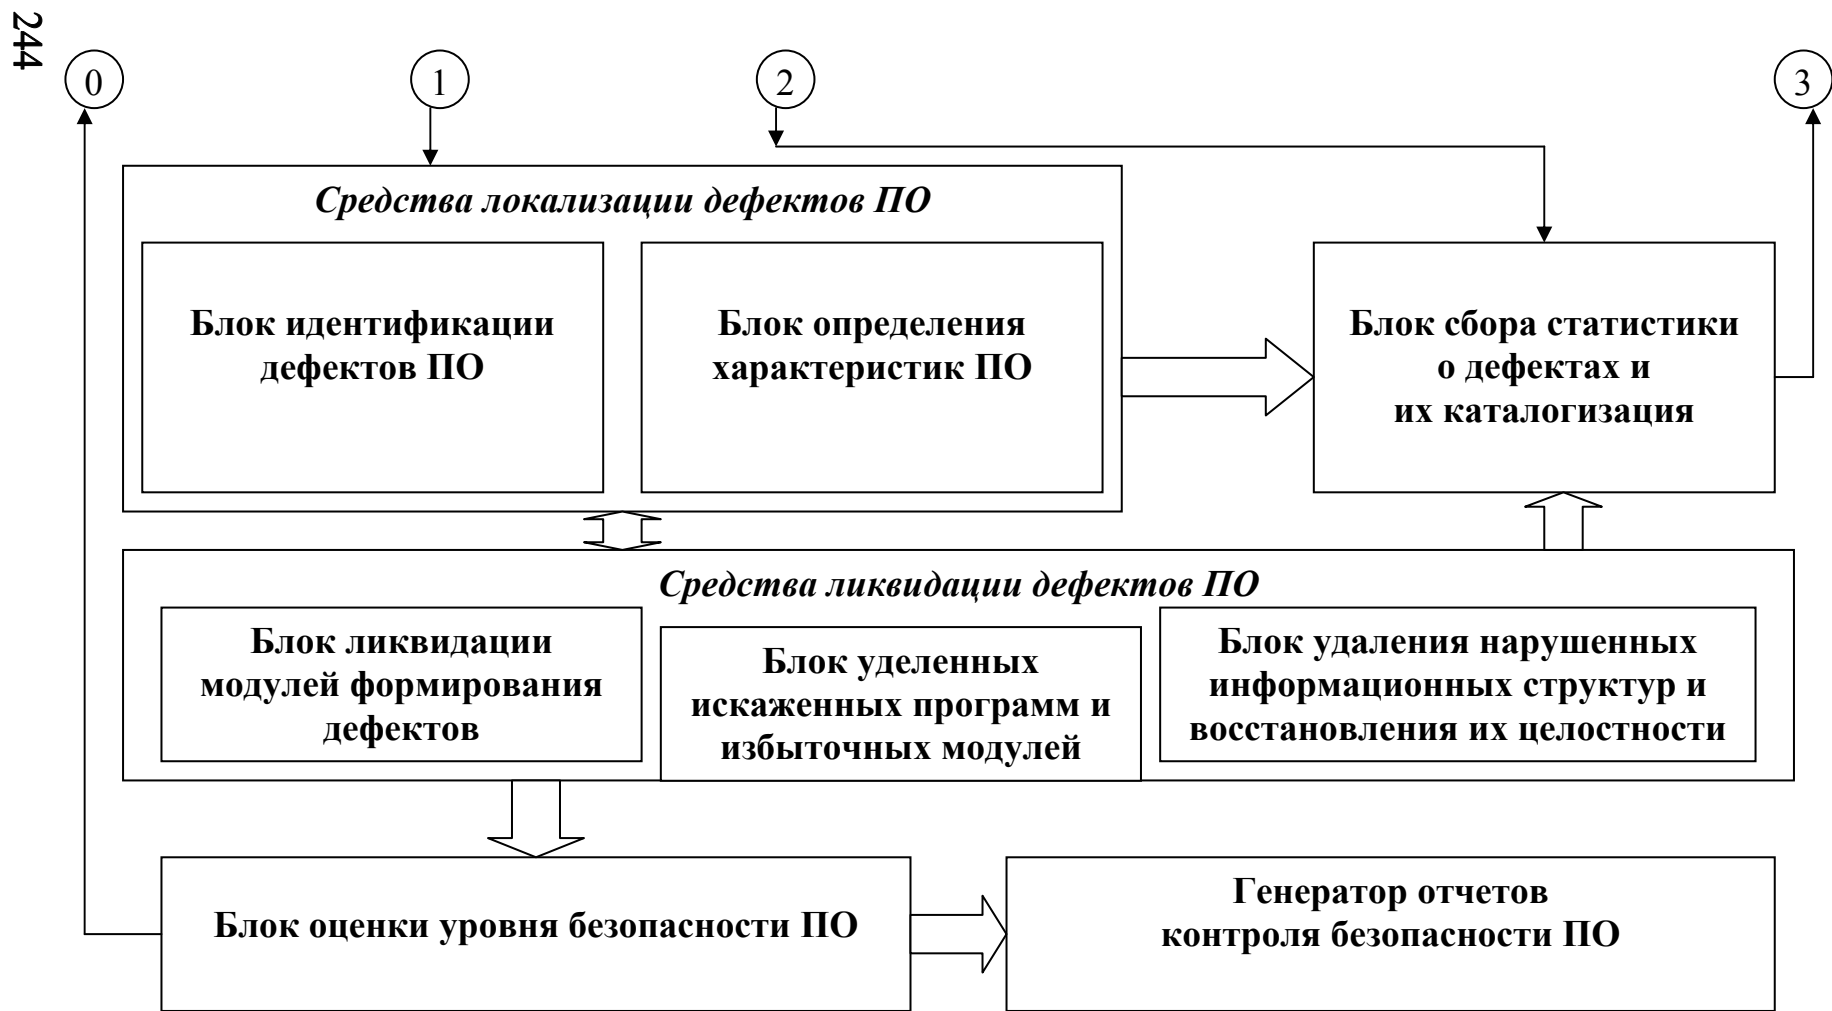 244
0
1
2
3
Средства локализации дефектов ПО
Блок идентификации
дефектов ПО
Блок определения
характеристик ПО
Блок сбора статистики
о дефектах и
их каталогизация
Средства ликвидации дефектов ПО
Блок ликвидации
модулей формирования
дефектов
Блок уделенных
искаженных программ и
избыточных модулей
Блок удаления нарушенных
информационных структур и
восстановления их целостности
Блок оценки уровня безопасности ПО
Генератор отчетов
контроля безопасности ПО